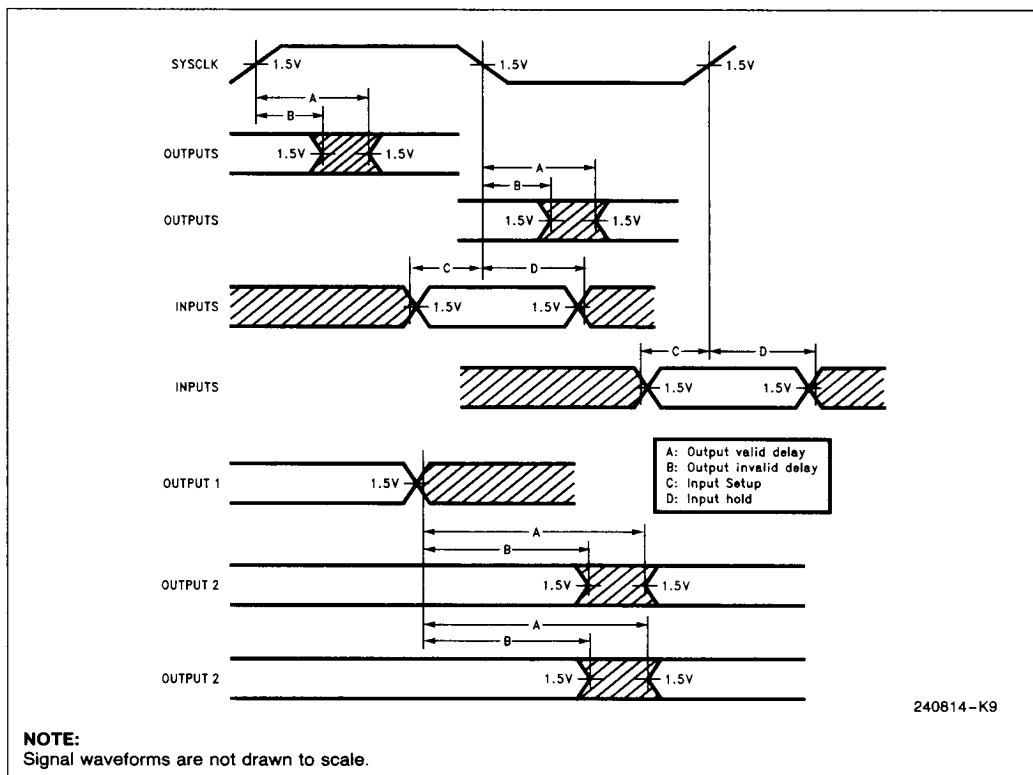 SYSCLK 1.5V 1.5V 1.5V
A
B
OUTPUTS 1.5V 1.5V
A
B
OUTPUTS 1.5V 1.5V
C D
INPUTS 1.5V 1.5V
C D
INPUTS 1.5V 1.5V
A: Output valid delay
B: Output invalid delay
C: Input Setup
D: Input hold
OUTPUT 1 1.5V
A
B
OUTPUT 2 1.5V 1.5V
A
B
OUTPUT 2 1.5V 1.5V
240814-K9
NOTE:
Signal waveforms are not drawn to scale.